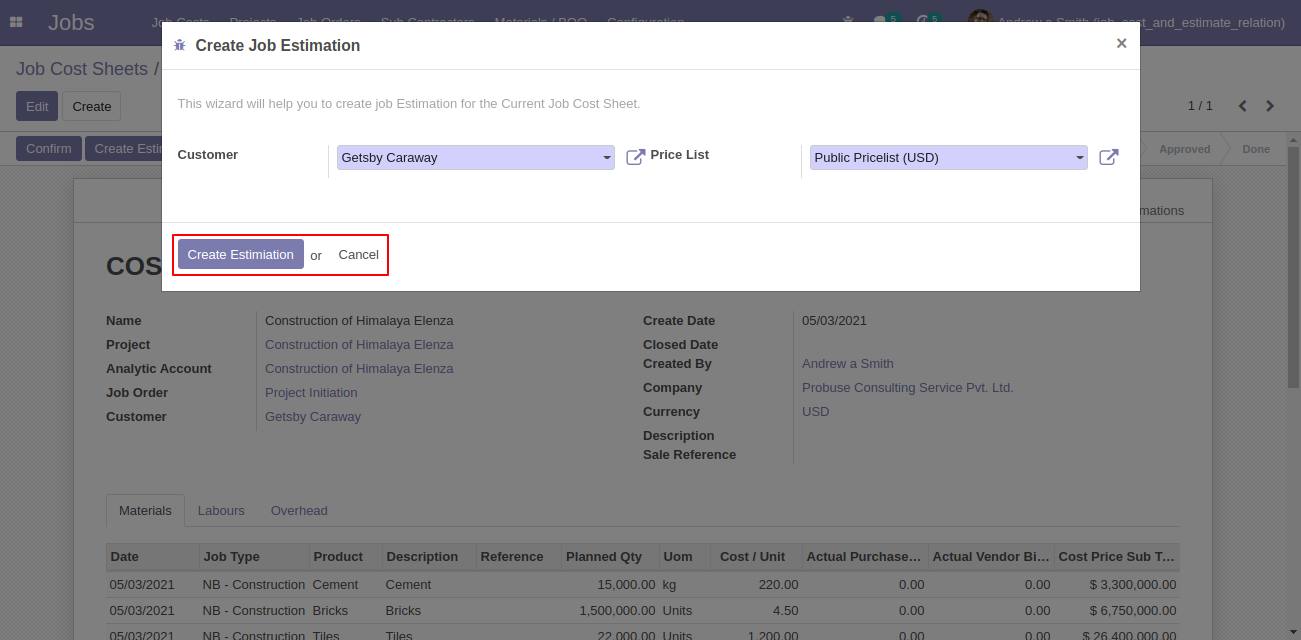 Jobs Job Costs Projects Job Orders Sub Contractors Materials / BOQ Configuration 5 5 Andrew a Smith (job_cost_and_estimate_relation)
Create Job Estimation ×
Job Cost Sheets /
This wizard will help you to create job Estimation for the Current Job Cost Sheet.
Edit Create 1 / 1
Customer Getsby Caraway Price List Public Pricelist (USD)
Confirm Create Estim Approved Done
mations
Create Estimiation or Cancel
COS
Name Construction of Himalaya Elenza Create Date 05/03/2021
Project Construction of Himalaya Elenza Closed Date
Analytic Account Construction of Himalaya Elenza Created By Andrew a Smith
Job Order Project Initiation Company Probuse Consulting Service Pvt. Ltd.
Customer Getsby Caraway Currency USD
Description
Sale Reference
Materials Labours Overhead
Date Job Type Product Description Reference Planned Qty Uom Cost / Unit Actual Purchase… Actual Vendor Bi… Cost Price Sub T…
05/03/2021 NB - Construction Cement Cement 15,000.00 kg 220.00 0.00 0.00 $ 3,300,000.00
05/03/2021 NB - Construction Bricks Bricks 1,500,000.00 Units 4.50 0.00 0.00 $ 6,750,000.00
05/03/2021 NB - Construction Tiles Tiles 22,000.00 Units 1,200.00 0.00 0.00 $ 26,400,000.00